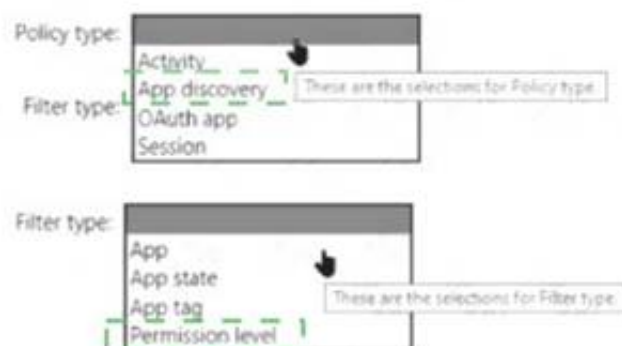 Policy type:
Activity
App discovery
These are the selections for Policy type.
Filter type:
OAuth app
Session
Filter type:
App
App state
These are the selections for Filter type.
App tag
Permission level